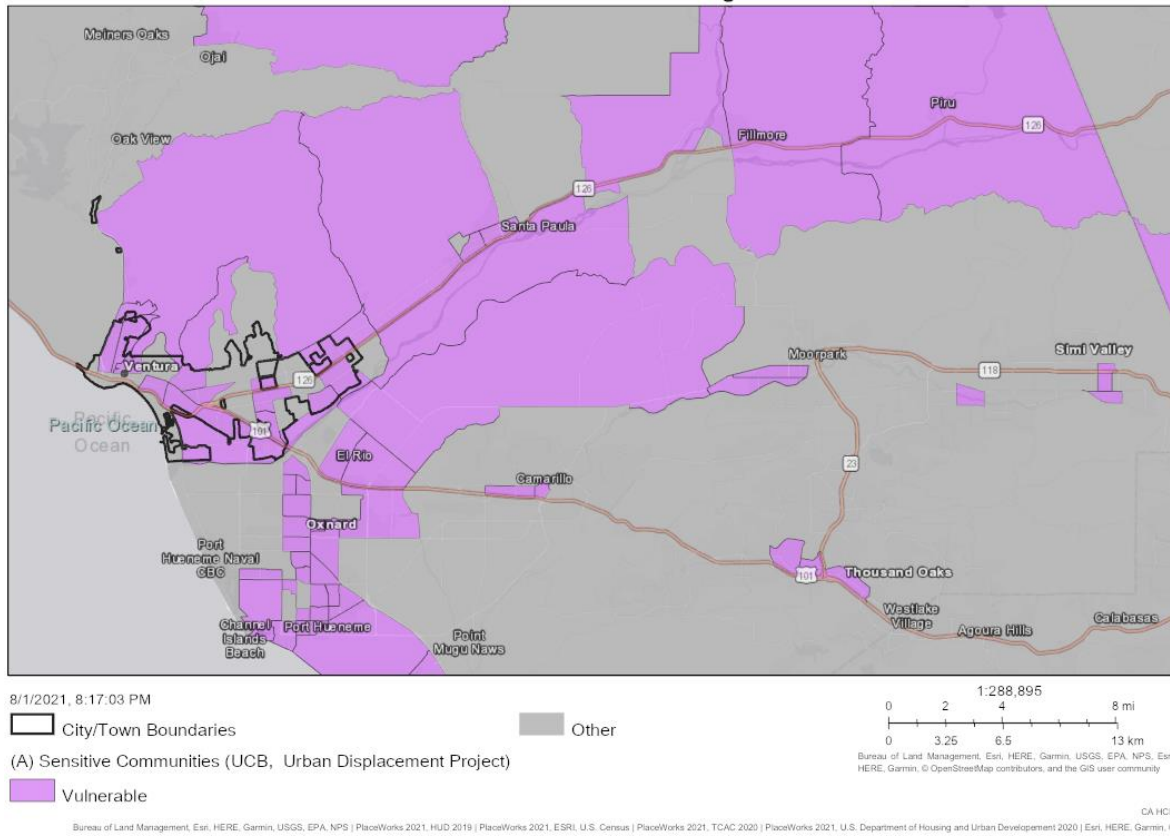 Meiners Oaks
Ojai
Oak View
Piru
126
Fillmore
126
Santa Paula
Ventura
126
Moorpark
Simi Valley
118
Pacific Ocean
Pacific
Ocean
101
El Rio
23
Camarillo
Oxnard
Port
Hueneme Naval
CBC
101
Thousand Oaks
Westlake
Village
Channel
Islands
Beach
Port Hueneme
Point
Mugu Naws
Agoura Hills
Calabasas
8/1/2021, 8:17:03 PM
City/Town Boundaries
Other
(A) Sensitive Communities (UCB, Urban Displacement Project)
Vulnerable
1:288,895
0 2 4 8 mi
0 3.25 6.5 13 km
Bureau of Land Management, Esri, HERE, Garmin, USGS, EPA, NPS, Esri
HERE, Garmin, © OpenStreetMap contributors, and the GIS user community
CA HC
Bureau of Land Management, Esri, HERE, Garmin, USGS, EPA, NPS | PlaceWorks 2021, HUD 2019 | PlaceWorks 2021, ESRI, U.S. Census | PlaceWorks 2021, TCAC 2020 | PlaceWorks 2021, U.S. Department of Housing and Urban Developement 2020 | Esri, HERE, Garmin,